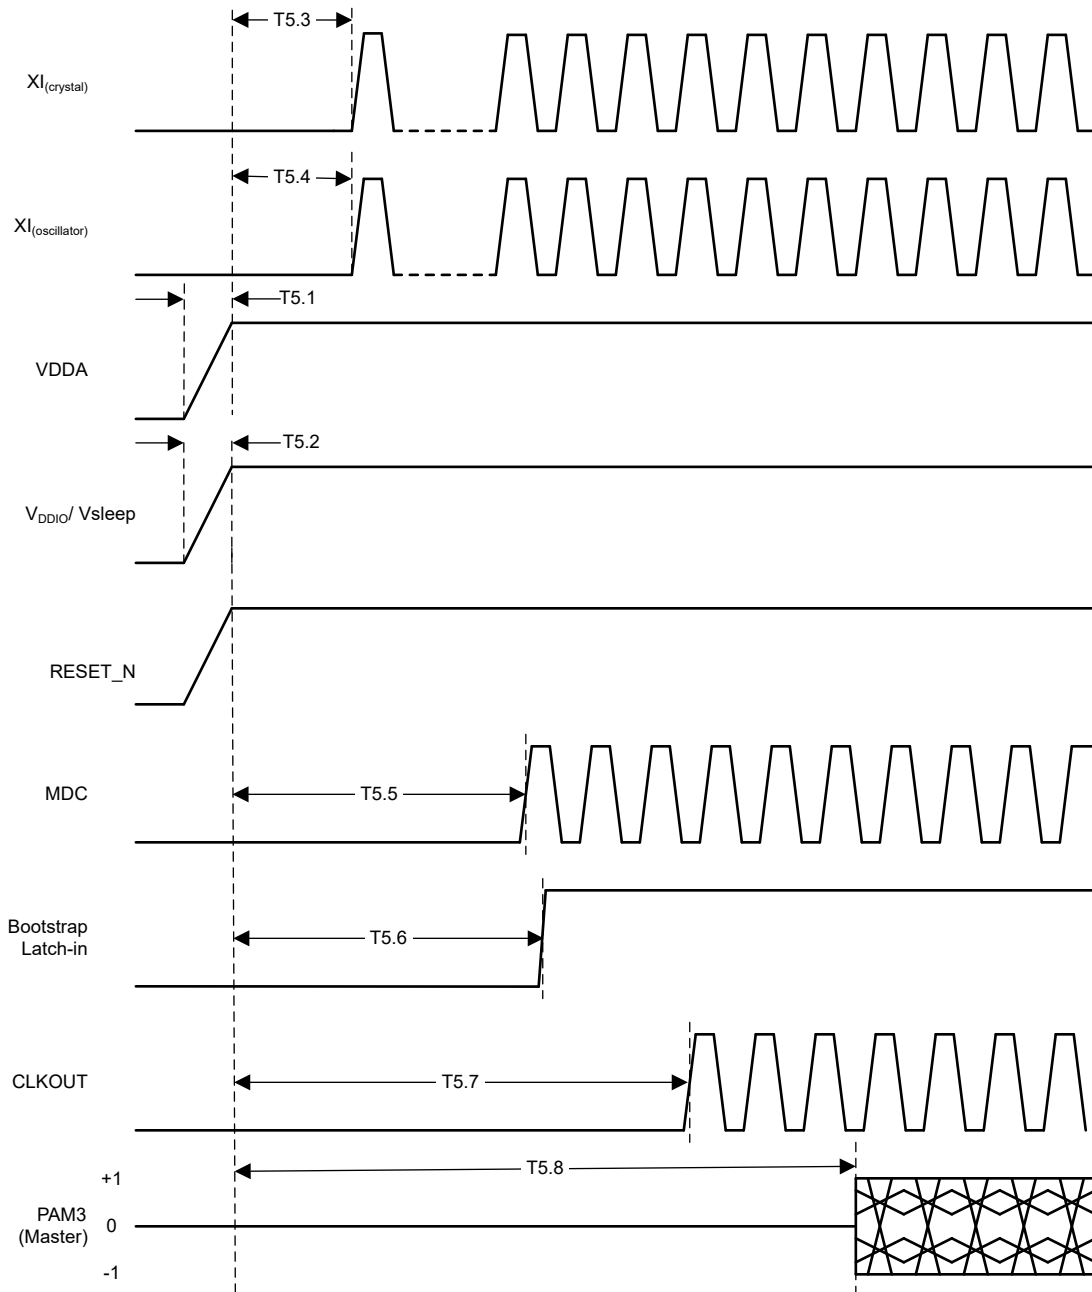 T5.3
XI(crystal)
T5.4
XI(oscillator)
T5.1
VDDA
T5.2
VDDIO/ Vsleep
RESET_N
MDC
T5.5
Bootstrap
Latch-in
T5.6
CLKOUT
T5.7
T5.8
+1
PAM3
(Master)
0
-1